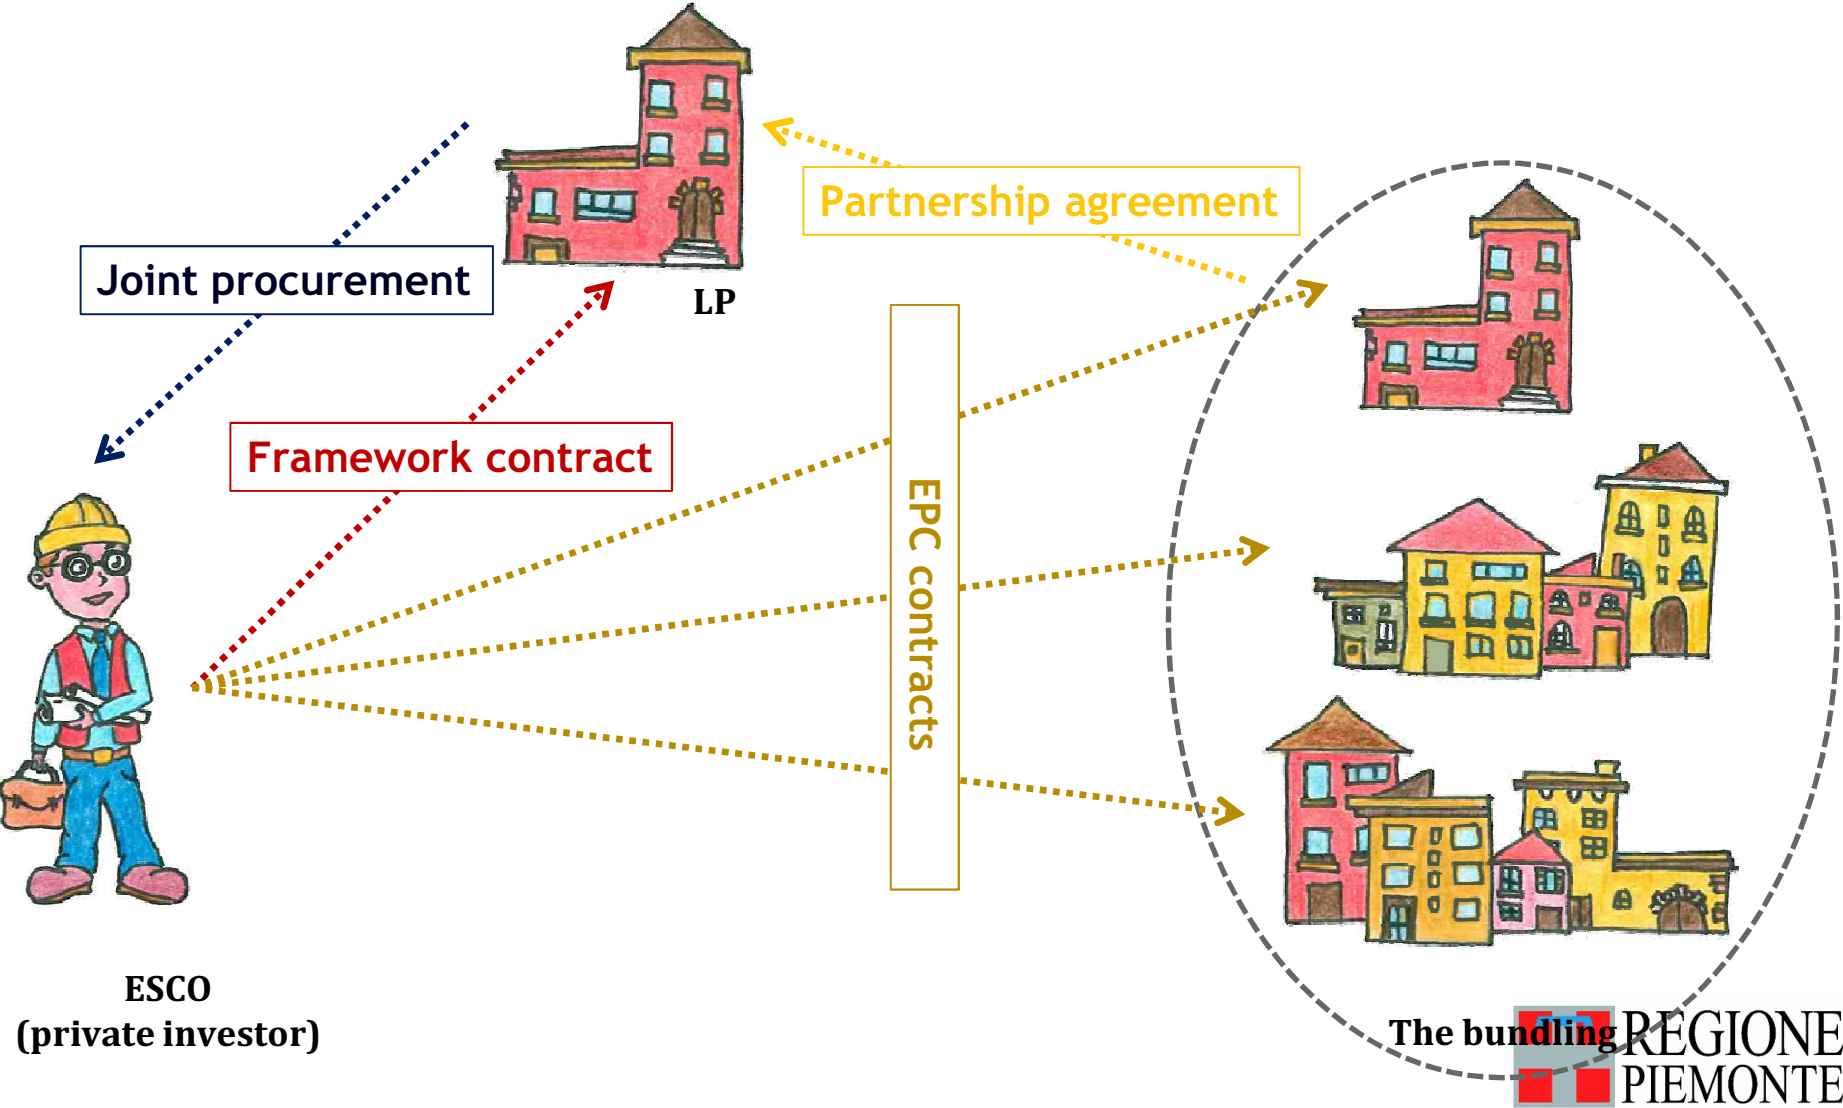 Partnership agreement
Joint procurement
LP
Framework contract
EPC contracts
ESCO
(private investor)
The bundling
REGIONE
PIEMONTE